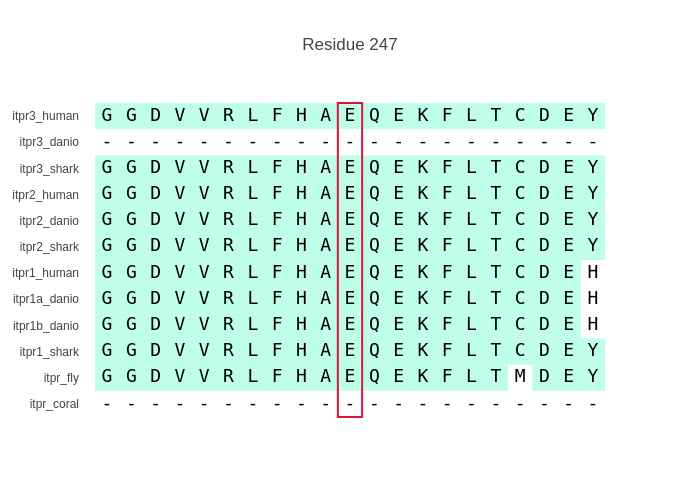 Residue 247
itpr3_human G G D V V R L F H A E Q E K F L T C D E Y
itpr3_danio - - - - - - - - - - - - - - - - - - - - -
itpr3_shark G G D V V R L F H A E Q E K F L T C D E Y
itpr2_human G G D V V R L F H A E Q E K F L T C D E Y
itpr2_danio G G D V V R L F H A E Q E K F L T C D E Y
itpr2_shark G G D V V R L F H A E Q E K F L T C D E Y
itpr1_human G G D V V R L F H A E Q E K F L T C D E H
itpr1a_danio G G D V V R L F H A E Q E K F L T C D E H
itpr1b_danio G G D V V R L F H A E Q E K F L T C D E H
itpr1_shark G G D V V R L F H A E Q E K F L T C D E Y
itpr_fly G G D V V R L F H A E Q E K F L T M D E Y
itpr_coral - - - - - - - - - - - - - - - - - - - - -